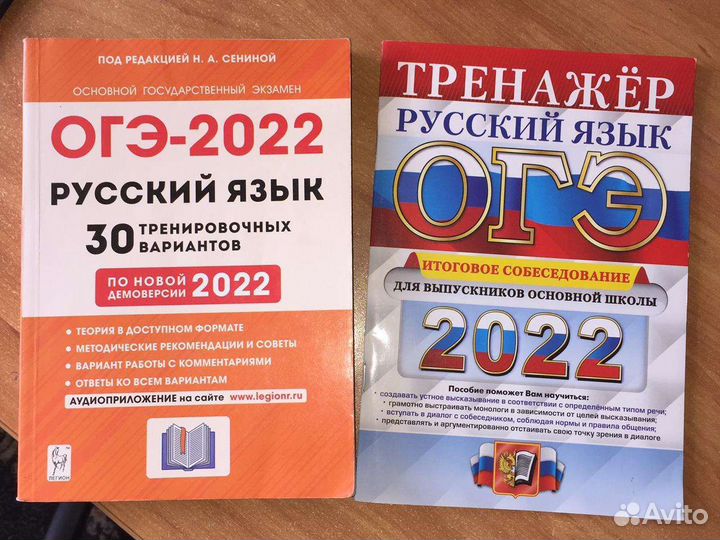 ПОД РЕДАКЦИЕЙ Н. А. СЕНИНОЙ
ОСНОВНОЙ ГОСУДАРСТВЕННЫЙ ЭКЗАМЕН
ОГЭ-2022
РУССКИЙ ЯЗЫК
30 ТРЕНИРОВОЧНЫХ
ВАРИАНТОВ
ПО НОВОЙ
ДЕМОВЕРСИИ 2022
• ТЕОРИЯ В ДОСТУПНОМ ФОРМАТЕ
• МЕТОДИЧЕСКИЕ РЕКОМЕНДАЦИИ И СОВЕТЫ
• ВАРИАНТ РАБОТЫ С КОММЕНТАРИЯМИ
• ОТВЕТЫ КО ВСЕМ ВАРИАНТАМ
АУДИОПРИЛОЖЕНИЕ на сайте www.legionr.ru
ЛЕГИОН
ТРЕНАЖЁР
РУССКИЙ ЯЗЫК
ОГЭ
ИТОГОВОЕ СОБЕСЕДОВАНИЕ
ДЛЯ ВЫПУСКНИКОВ ОСНОВНОЙ ШКОЛЫ
2022
Пособие поможет Вам научиться:
• создавать устное высказывание в соответствии с определённым типом речи;
• грамотно выстраивать монологи в зависимости от цели высказывания;
• вступать в диалог с собеседником, соблюдая нормы и правила общения;
• представлять и аргументированно отстаивать свою точку зрения в диалоге
Avito